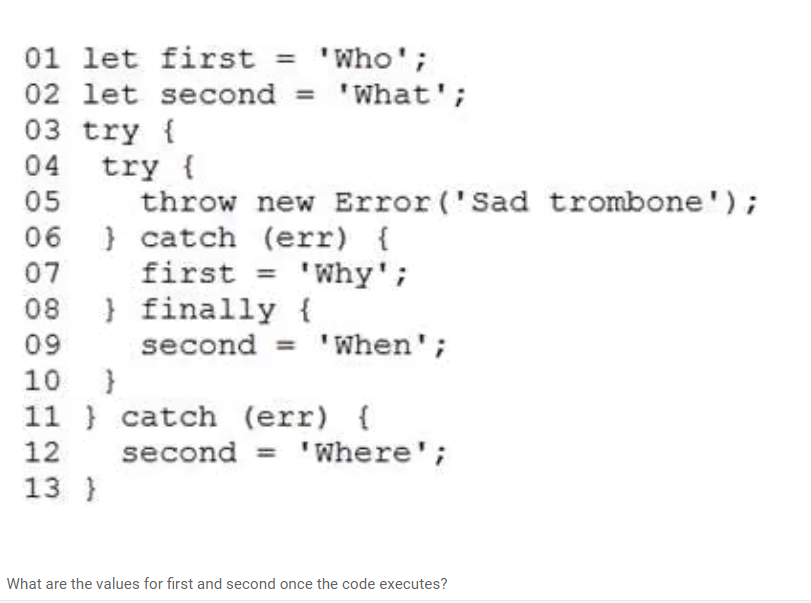 01 let first = 'Who';
02 let second = 'What';
03 try {
04  try {
05    throw new Error('Sad trombone');
06  } catch (err) {
07    first = 'Why';
08  } finally {
09    second = 'When';
10  }
11 } catch (err) {
12   second = 'Where';
13 }
What are the values for first and second once the code executes?